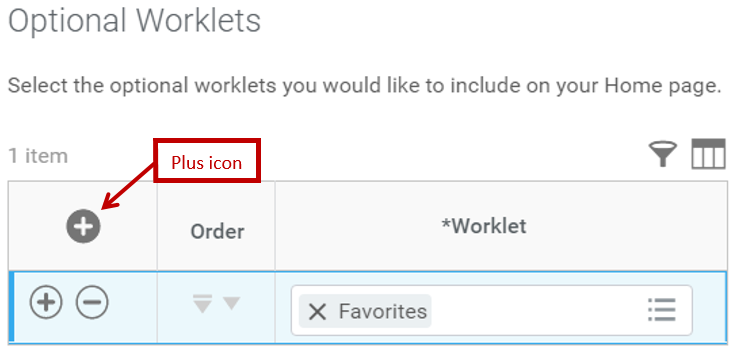 Optional Worklets
Select the optional worklets you would like to include on your Home page.
1 item
Plus icon
Order
*Worklet
Favorites